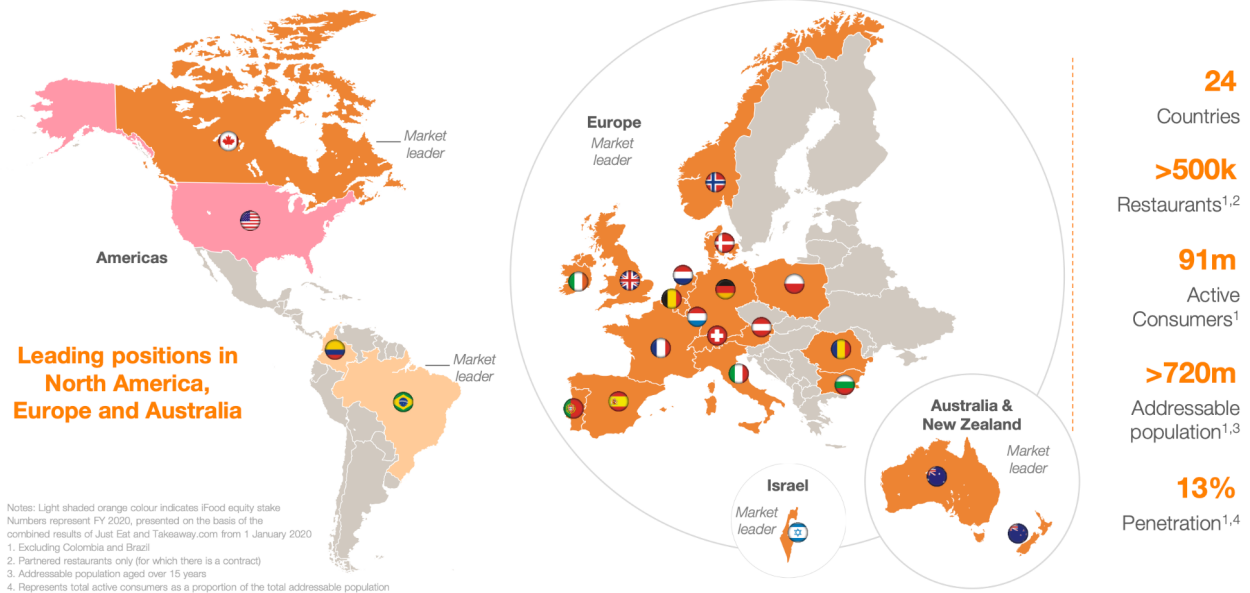 Market
leader
Americas
Leading positions in
North America,
Europe and Australia
Market
leader
Notes: Light shaded orange colour indicates iFood equity stake
Numbers represent FY 2020, presented on the basis of the
combined results of Just Eat and Takeaway.com from 1 January 2020
1. Excluding Colombia and Brazil
2. Partnered restaurants only (for which there is a contract)
3. Addressable population aged over 15 years
4. Represents total active consumers as a proportion of the total addressable population
Europe
Market
leader
Israel
Market
leader
Australia &
New Zealand
Market
leader
24
Countries
>500k
Restaurants1,2
91m
Active
Consumers1
>720m
Addressable
population1,3
13%
Penetration1,4